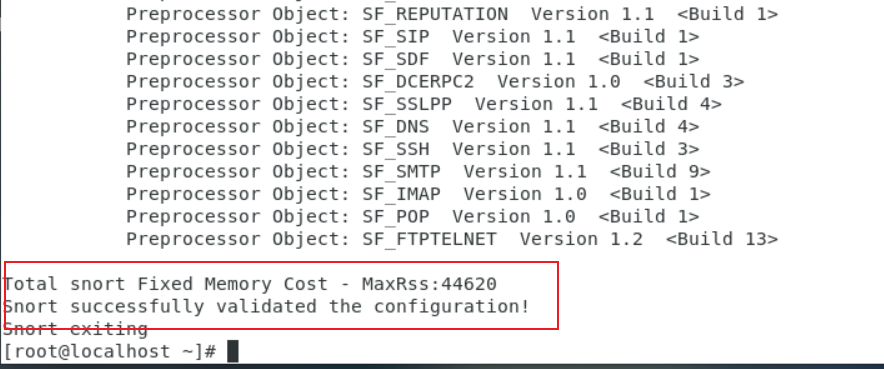 Preprocessor Object: SF_REPUTATION  Version 1.1  <Build 1>
Preprocessor Object: SF_SIP  Version 1.1  <Build 1>
Preprocessor Object: SF_SDF  Version 1.1  <Build 1>
Preprocessor Object: SF_DCERPC2  Version 1.0  <Build 3>
Preprocessor Object: SF_SSLPP  Version 1.1  <Build 4>
Preprocessor Object: SF_DNS  Version 1.1  <Build 4>
Preprocessor Object: SF_SSH  Version 1.1  <Build 3>
Preprocessor Object: SF_SMTP  Version 1.1  <Build 9>
Preprocessor Object: SF_IMAP  Version 1.0  <Build 1>
Preprocessor Object: SF_POP  Version 1.0  <Build 1>
Preprocessor Object: SF_FTPTELNET  Version 1.2  <Build 13>
Total snort Fixed Memory Cost - MaxRss:44620
Snort successfully validated the configuration!
Snort exiting
[root@localhost ~]#